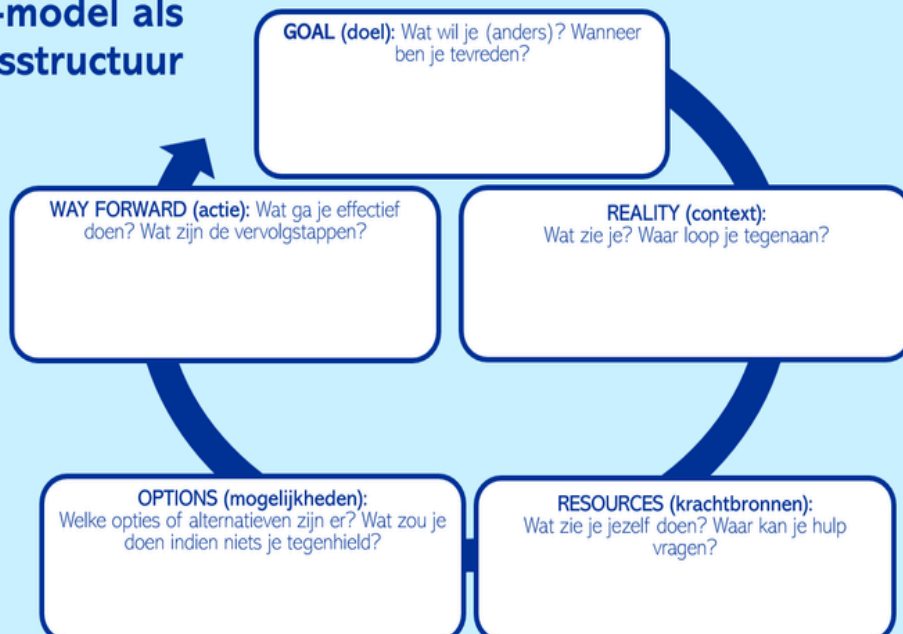 -model als
sstructuur
GOAL (doel): Wat wil je (anders)? Wanneer
ben je tevreden?
REALITY (context):
Wat zie je? Waar loop je tegenaan?
RESOURCES (krachtbronnen):
Wat zie je jezelf doen? Waar kan je hulp
vragen?
OPTIONS (mogelijkheden):
Welke opties of alternatieven zijn er? Wat zou je
doen indien niets je tegenhield?
WAY FORWARD (actie): Wat ga je effectief
doen? Wat zijn de vervolgstappen?